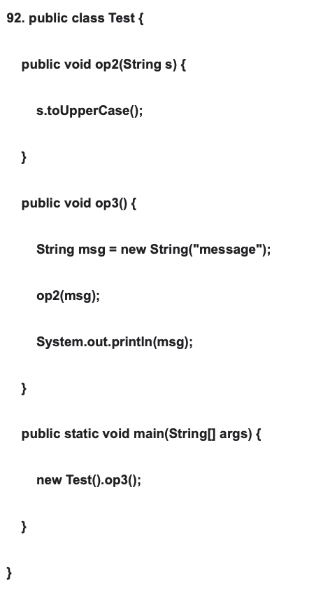 92. public class Test {
public void op2(String s) {
s.toUpperCase();
}
public void op3() {
String msg = new String("message");
op2(msg);
System.out.println(msg);
}
public static void main(String[] args) {
new Test().op3();
}
}